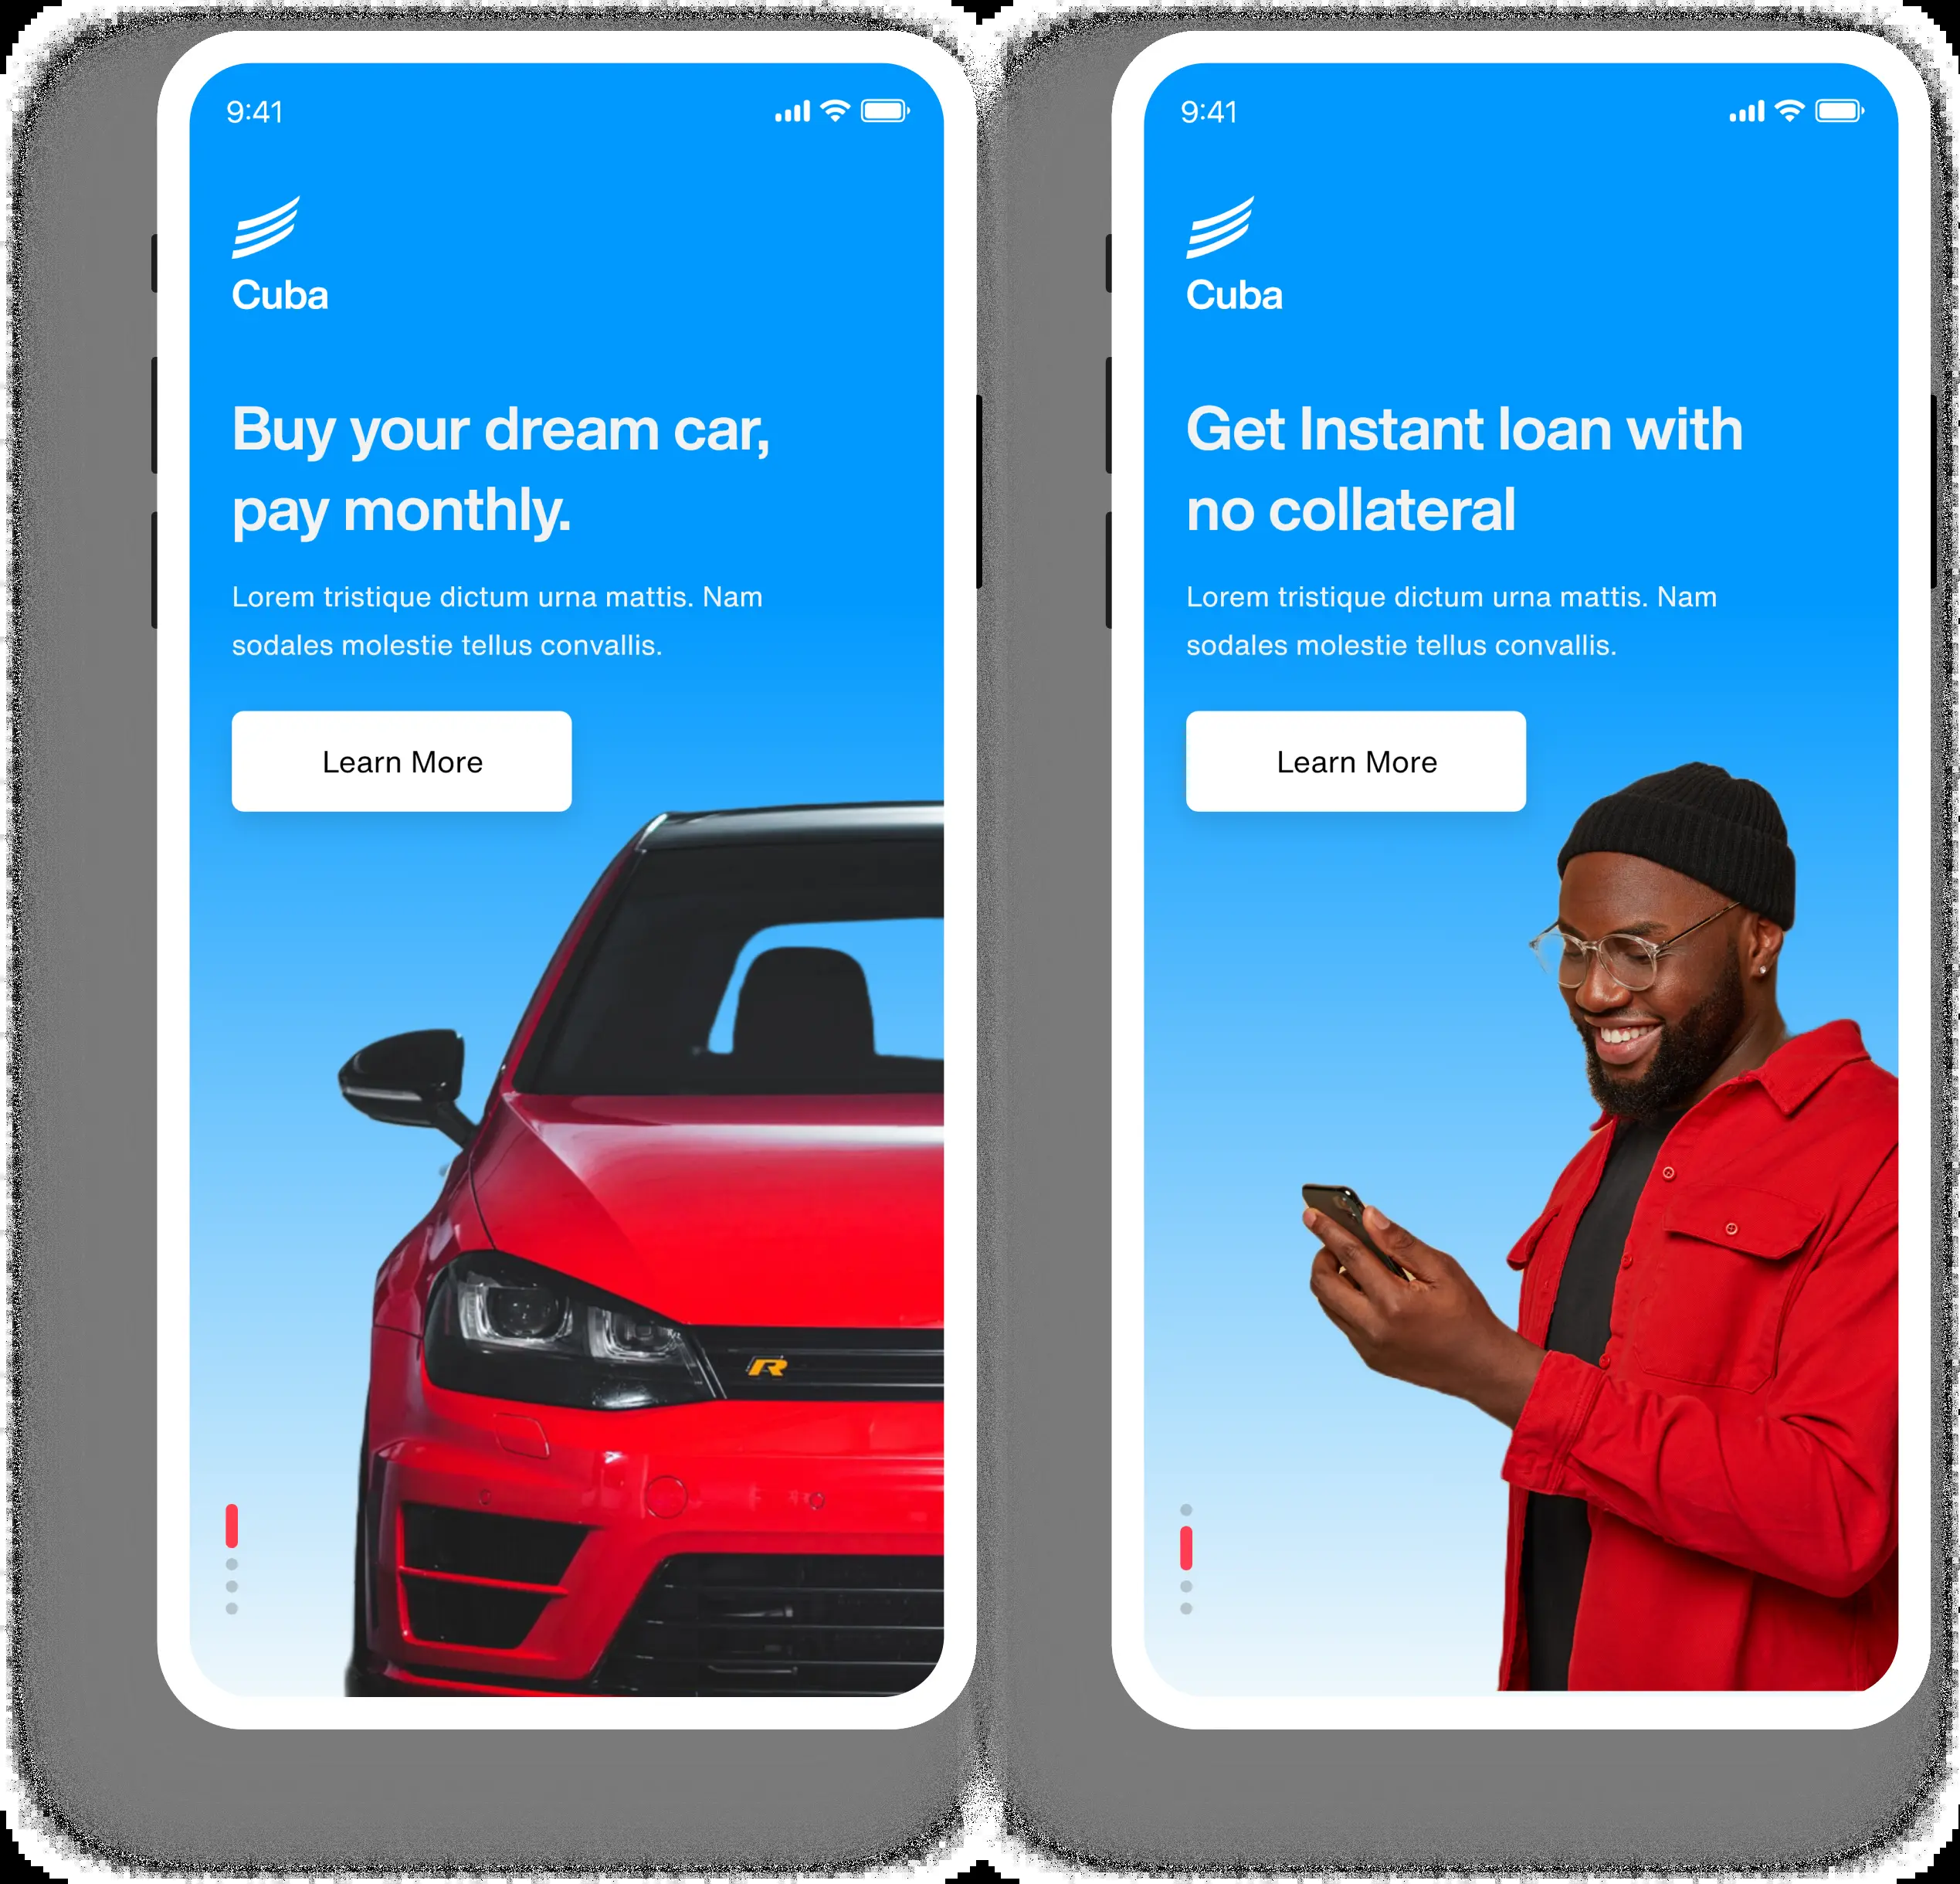 9:41
Cuba
Buy your dream car,
pay monthly.
Lorem tristique dictum urna mattis. Nam
sodales molestie tellus convallis.
Learn More
R
9:41
Cuba
Get Instant loan with
no collateral
Lorem tristique dictum urna mattis. Nam
sodales molestie tellus convallis.
Learn More